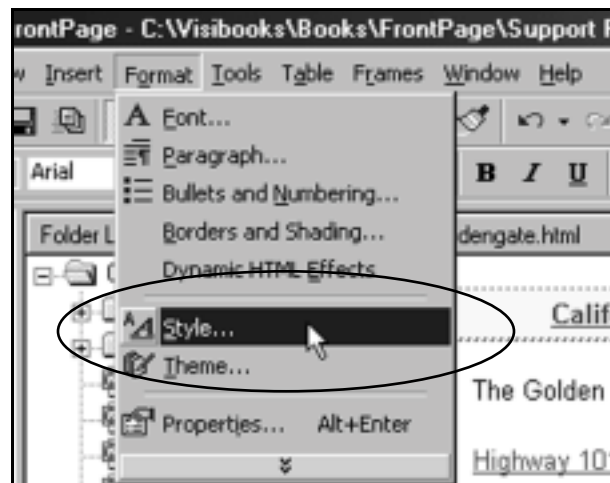 rontPage - C:\Visibooks\Books\FrontPage\Support F
w Insert Format Tools Table Frames Window Help
Font...
Arial Paragraph... B I U
Bullets and Numbering...
Folder L Borders and Shading... dengate.html
Dynamic HTML Effects
Style... Calif
Theme...
The Golden
Properties... Alt+Enter
Highway 101